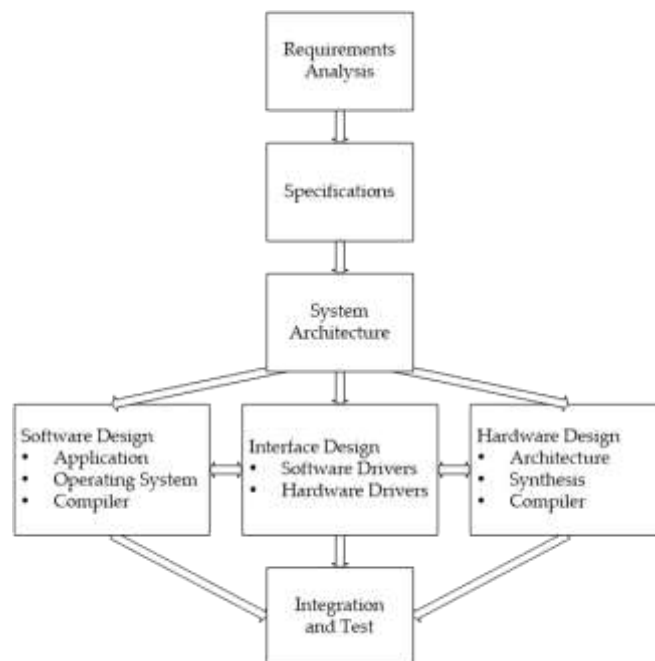 Requirements
Analysis
Specifications
System
Architecture
Software Design
• Application
• Operating System
• Compiler
Interface Design
• Software Drivers
• Hardware Drivers
Hardware Design
• Architecture
• Synthesis
• Compiler
Integration
and Test